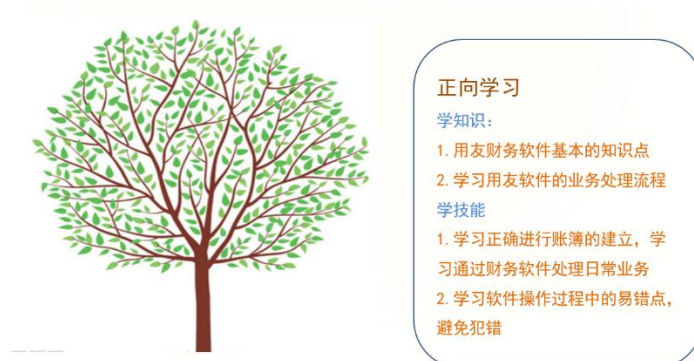 正向学习
学知识：
1. 用友财务软件基本的知识点
2. 学习用友软件的业务处理流程
学技能
1. 学习正确进行账簿的建立，学
习通过财务软件处理日常业务
2. 学习软件操作过程中的易错点，
避免犯错